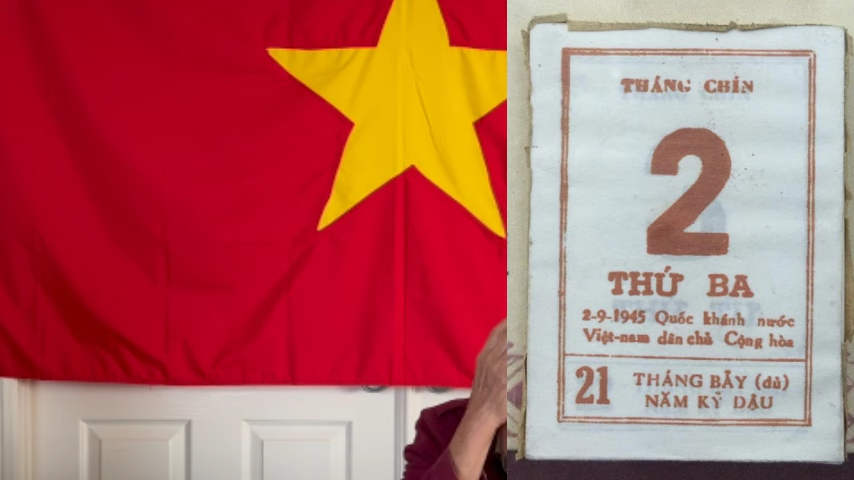 THÁNG CHÍN
2
THỨ BA
2-9-1945 Quốc khánh nước
Việt-nam dân chủ Cộng hòa
21
THÁNG BẢY (đủ)
NĂM KỶ DẬU